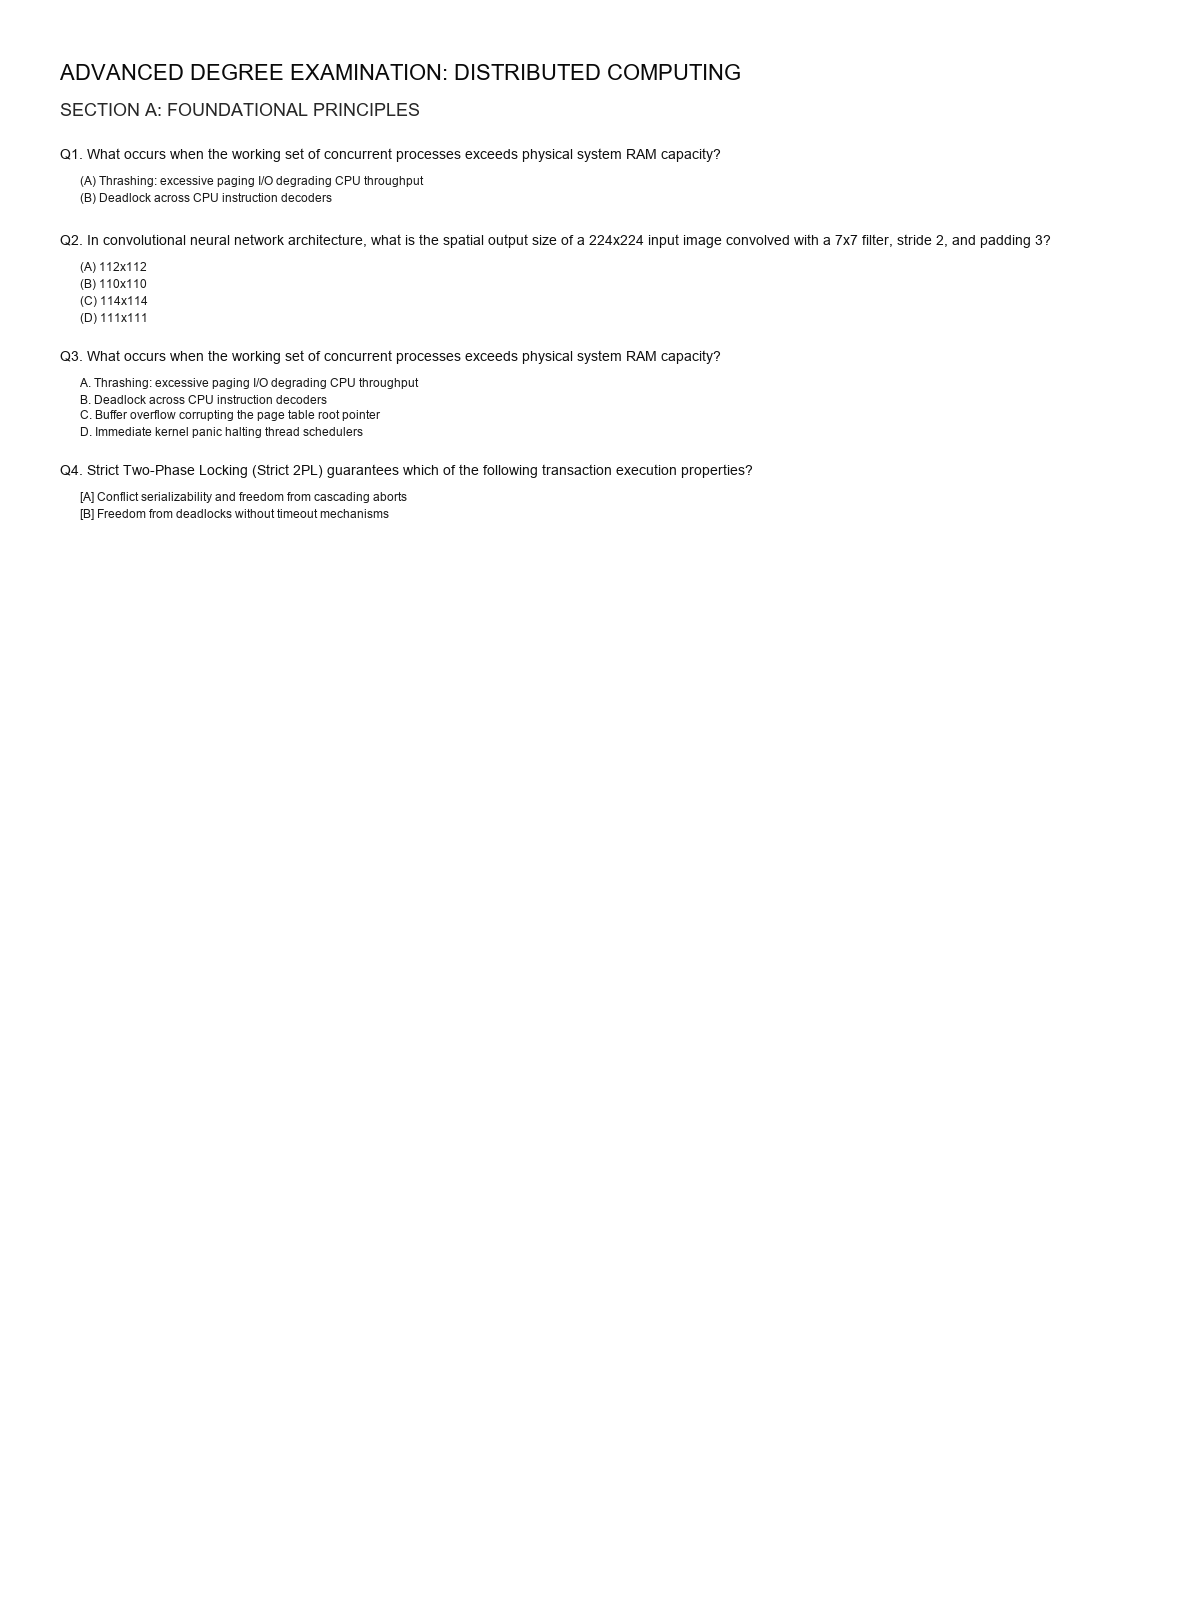 ADVANCED DEGREE EXAMINATION: DISTRIBUTED COMPUTING
SECTION A: FOUNDATIONAL PRINCIPLES
Q1. What occurs when the working set of concurrent processes exceeds physical system RAM capacity?
(A) Thrashing: excessive paging I/O degrading CPU throughput
(B) Deadlock across CPU instruction decoders
Q2. In convolutional neural network architecture, what is the spatial output size of a 224x224 input image convolved with a 7x7 filter, stride 2, and padding 3?
(A) 112x112
(B) 110x110
(C) 114x114
(D) 111x111
Q3. What occurs when the working set of concurrent processes exceeds physical system RAM capacity?
A. Thrashing: excessive paging I/O degrading CPU throughput
B. Deadlock across CPU instruction decoders
C. Buffer overflow corrupting the page table root pointer
D. Immediate kernel panic halting thread schedulers
Q4. Strict Two-Phase Locking (Strict 2PL) guarantees which of the following transaction execution properties?
[A] Conflict serializability and freedom from cascading aborts
[B] Freedom from deadlocks without timeout mechanisms